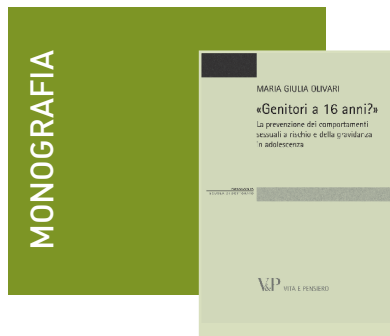 MONOGRAFIA
MARIA GIULIA OLIVARI
«Genitori a 16 anni?»
La prevenzione dei comportamenti
sessuali a rischio e della gravidanza
in adolescenza
V&P VITA E PENSIERO